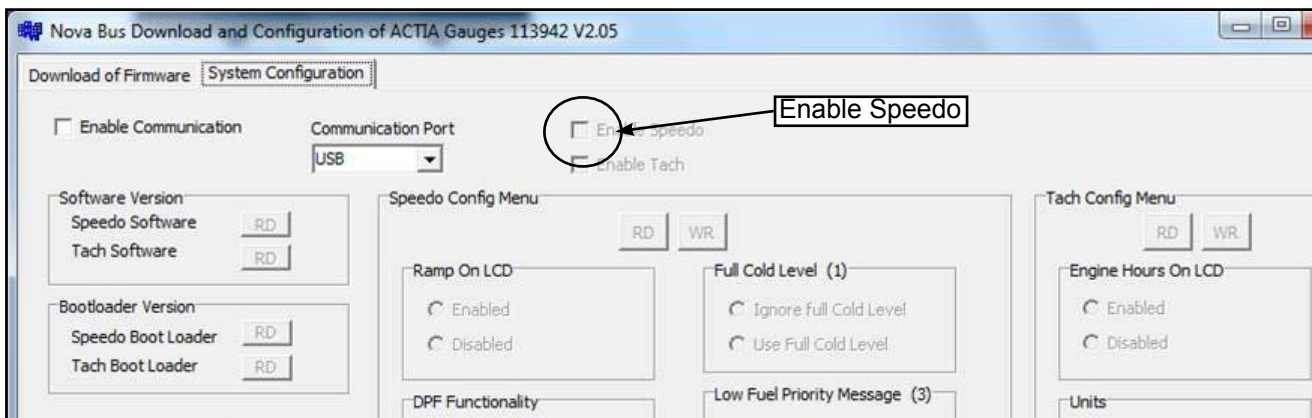 Nova Bus Download and Configuration of ACTIA Gauges 113942 V2.05
Download of Firmware System Configuration
Enable Communication
Communication Port
USB
Enable Speedo
Enable Tach
Enable Speedo
Software Version
Speedo Software RD
Tach Software RD
Bootloader Version
Speedo Boot Loader RD
Tach Boot Loader RD
Speedo Config Menu
RD WR
Ramp On LCD
Enabled
Disabled
Full Cold Level (1)
Ignore full Cold Level
Use Full Cold Level
DPF Functionality
Low Fuel Priority Message (3)
Tach Config Menu
RD WR
Engine Hours On LCD
Enabled
Disabled
Units